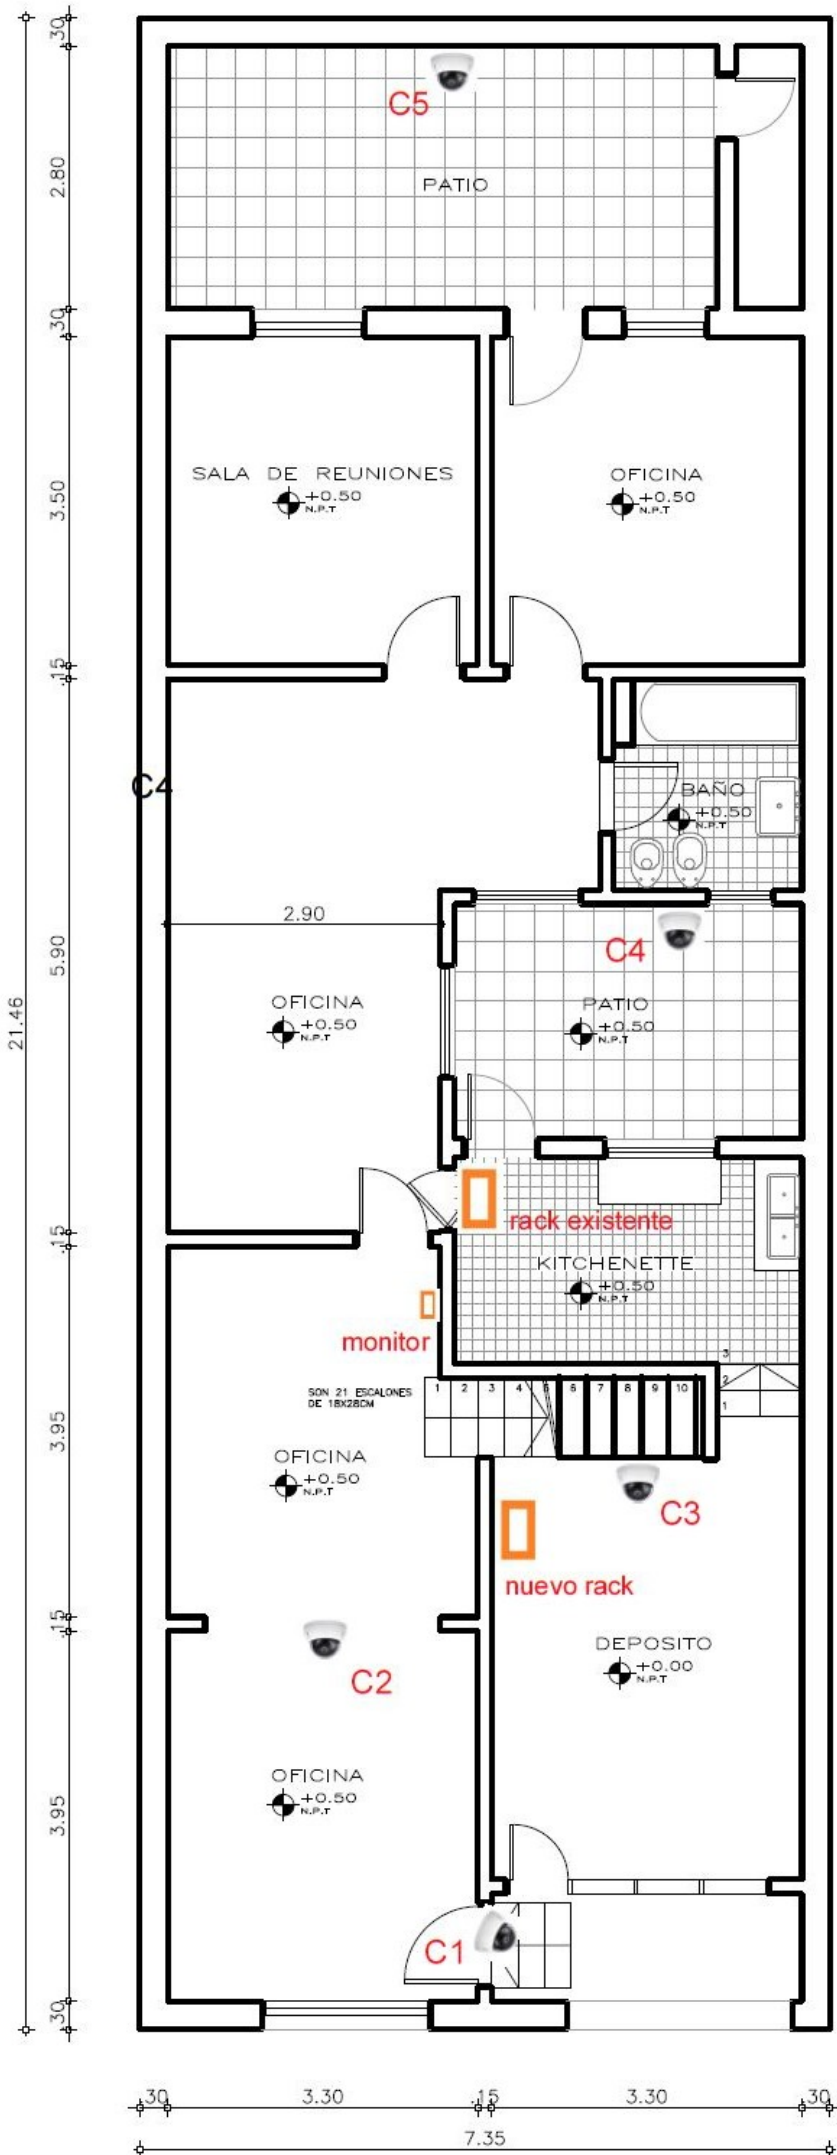 .30
C5
2.80
PATIO
.30
SALA DE REUNIONES
+0.50
N.P.T
OFICINA
+0.50
N.P.T
3.50
.15
C4
BAÑO
+0.50
N.P.T
2.90
C4
5.90
OFICINA
+0.50
N.P.T
PATIO
+0.50
N.P.T
21.46
rack existente
.15
KITCHENETTE
+0.50
N.P.T
monitor
3
2
1
SON 21 ESCALONES
DE 18X28CM
1 2 3 4 5 6 7 8 9 10
3.95
OFICINA
+0.50
N.P.T
C3
nuevo rack
.15
DEPOSITO
+0.00
N.P.T
C2
OFICINA
+0.50
N.P.T
3.95
C1
.30
.30 3.30 .15 3.30 .30
7.35